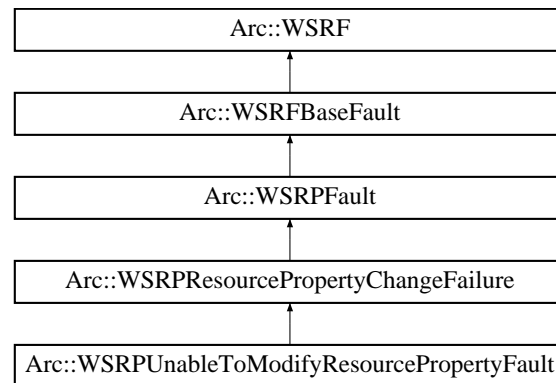 Arc::WSRF
Arc::WSRFBaseFault
Arc::WSRPFault
Arc::WSRPResourcePropertyChangeFailure
Arc::WSRPUnableToModifyResourcePropertyFault